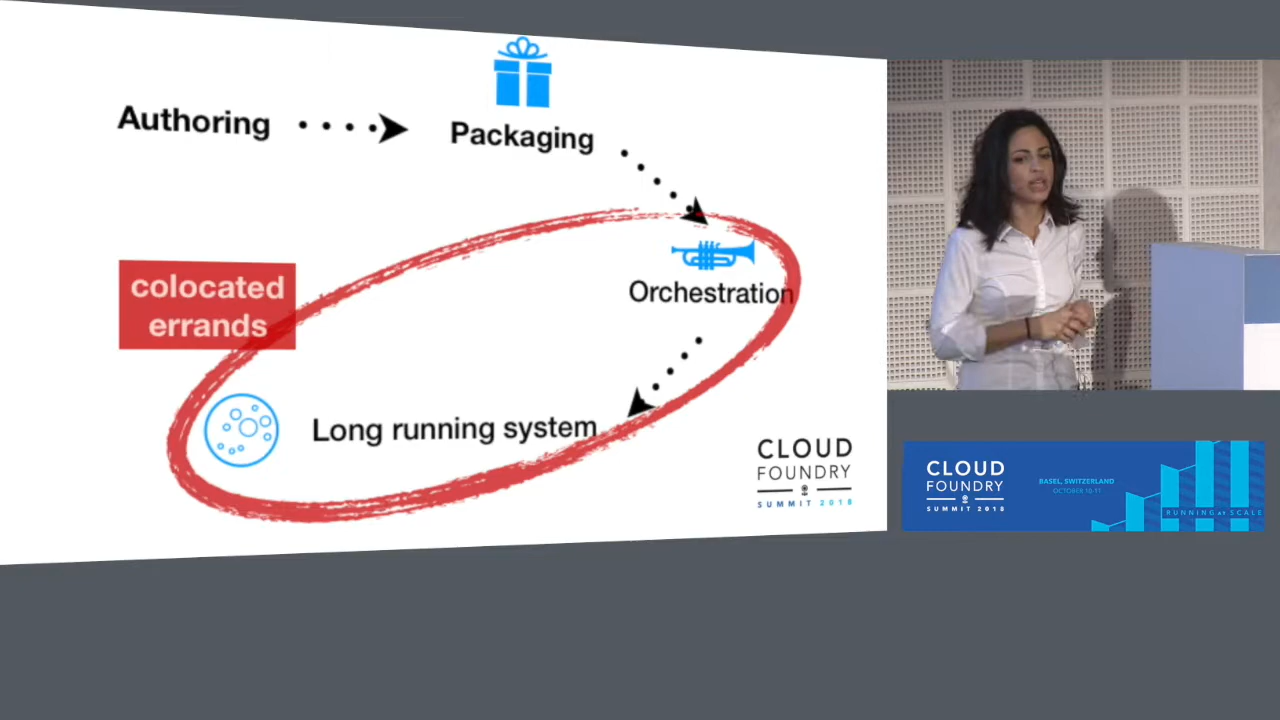 Authoring
Packaging
colocated
errands
Orchestration
Long running system
CLOUD
FOUNDRY
SUMMIT 2018
CLOUD
FOUNDRY
SUMMIT 2018
BASEL, SWITZERLAND
OCTOBER 10-11
RUNNING AT SCALE